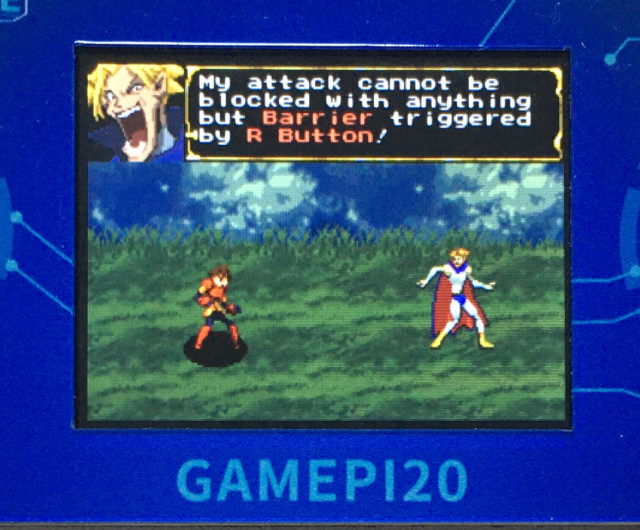 My attack cannot be
blocked with anything
but Barrier triggered
by R Button!
GAMEPI20